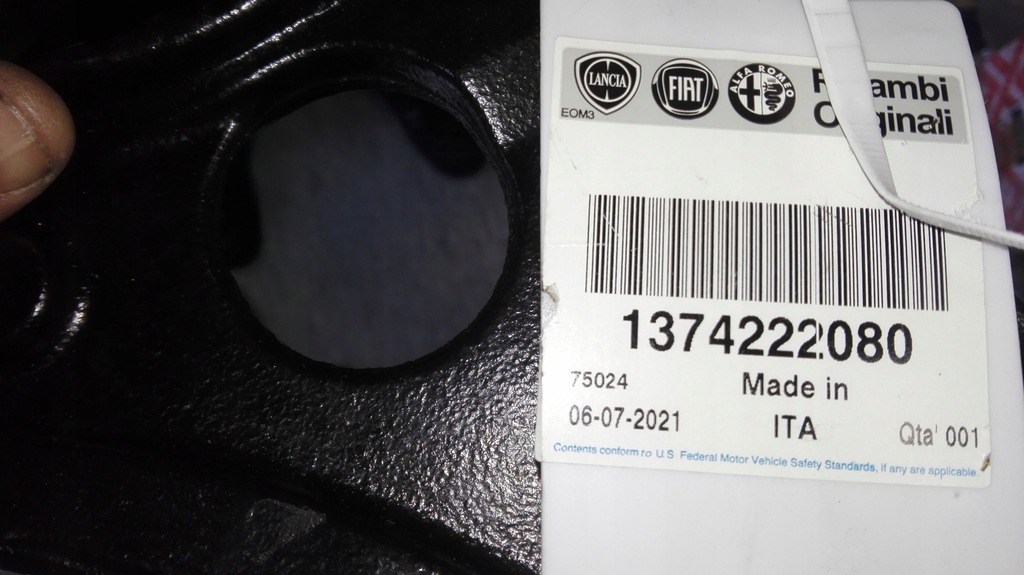 LANCIA FIAT ALFA ROMEO
EOM3
Originali
1374222080
75024 Made in
06-07-2021 ITA Qta' 001
Contents conform to U.S Federal Motor Vehicle Safety Standards, if any are applicable.